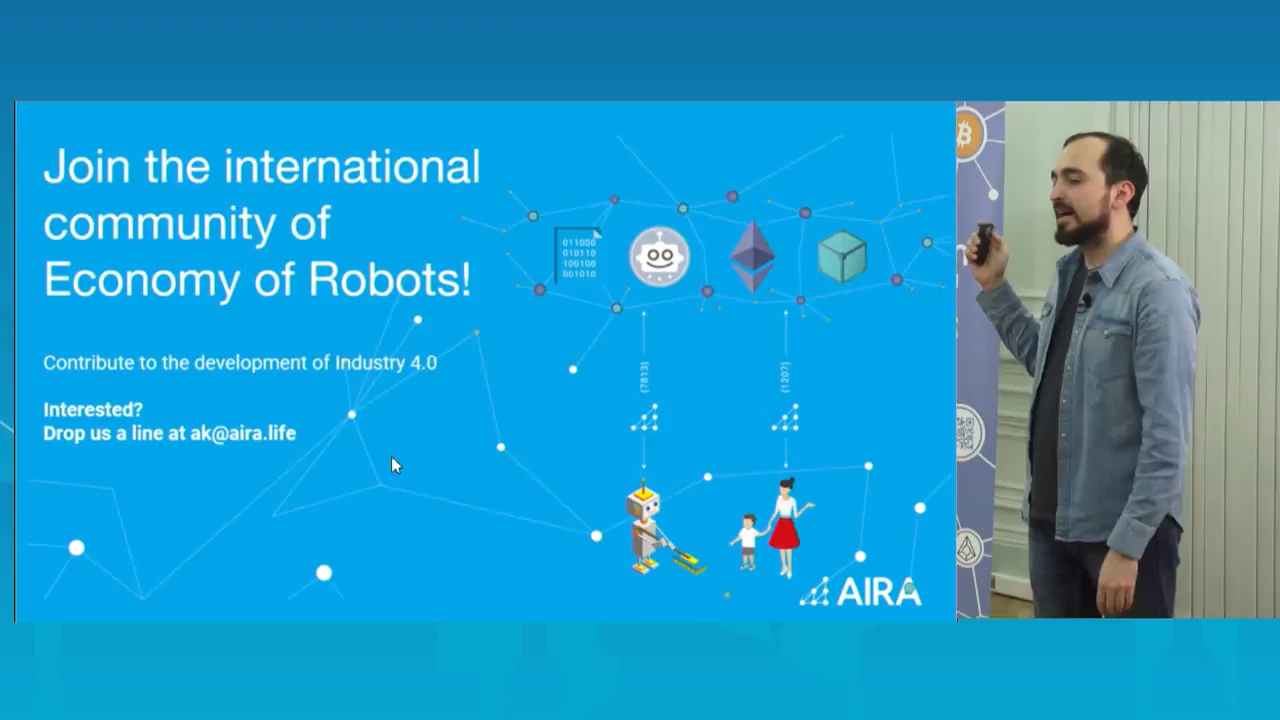 Join the international
community of
Economy of Robots!
Contribute to the development of Industry 4.0
Interested?
Drop us a line at ak@aira.life
011000
010110
100100
001010
(7813)
(1207)
AIRA